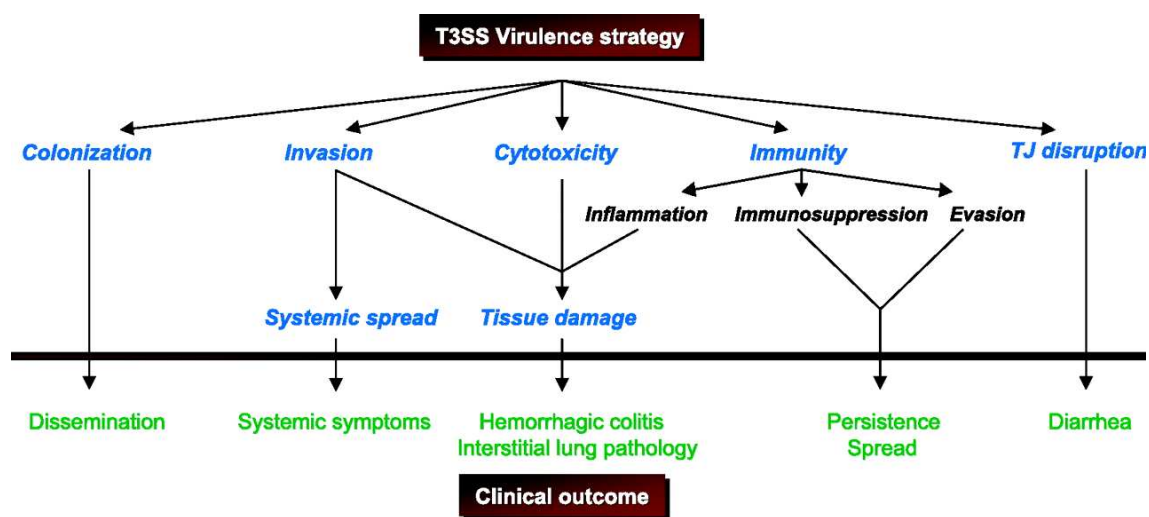 T3SS Virulence strategy
Colonization Invasion Cytotoxicity Immunity TJ disruption
Inflammation Immunosuppression Evasion
Systemic spread Tissue damage
Dissemination Systemic symptoms Hemorrhagic colitis Persistence Diarrhea
Interstitial lung pathology Spread
Clinical outcome